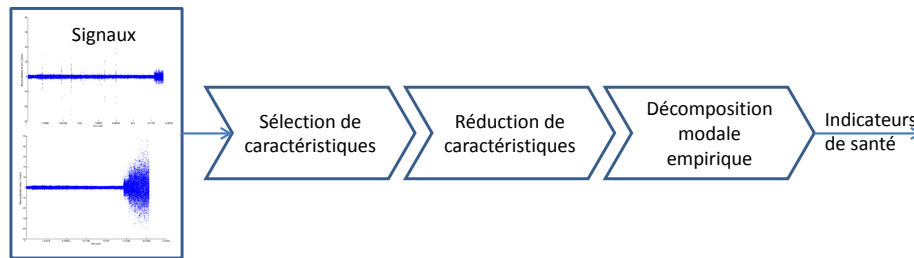 Signaux
Sélection de
caractéristiques
Réduction de
caractéristiques
Décomposition
modale
empirique
Indicateurs
de santé